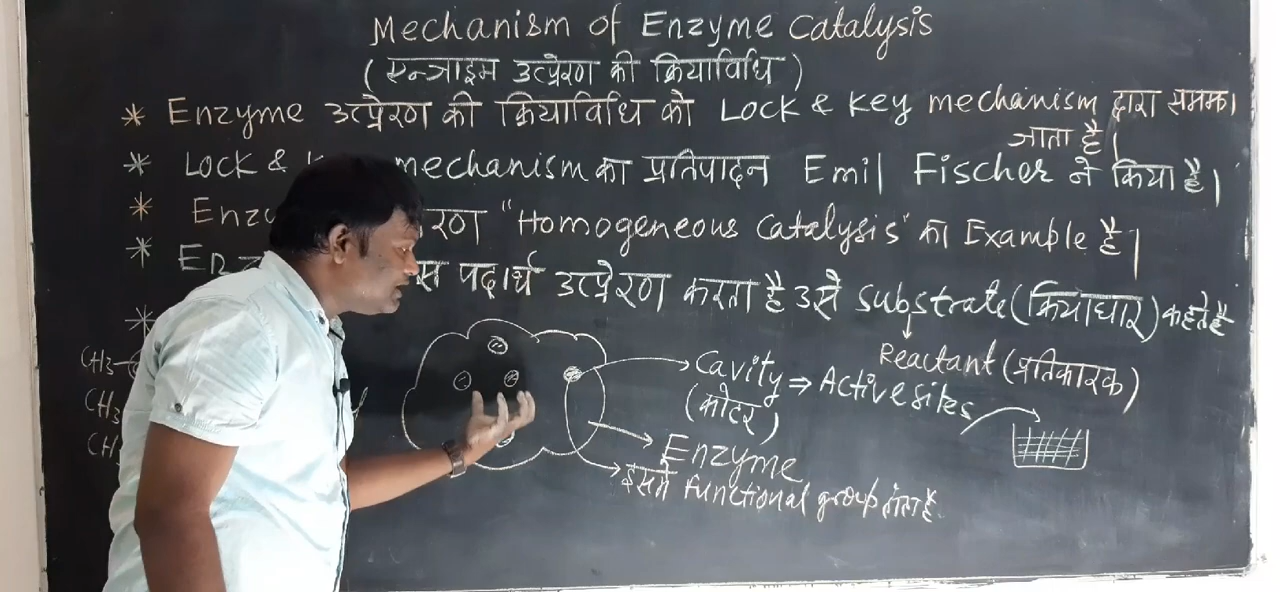 Mechanism of Enzyme Catalysis
(एन्जाइम उत्प्रेरण की क्रियाविधि)
* Enzyme उत्प्रेरण की क्रियाविधि को Lock & key mechanism द्वारा समझा
जाता है।
* Lock & mechanism का प्रतिपादन Emil Fischer ने किया है।
* "Homogeneous Catalysis" का Example है।
* पदार्थ उत्प्रेरण करता है उसे substrate (क्रियाधार) कहते है
*
Reactant (प्रतिकारक)
CH3
CH3
Cavity ⇒ Active sites
(कोटर)
Enzyme
इसमें functional group होता है